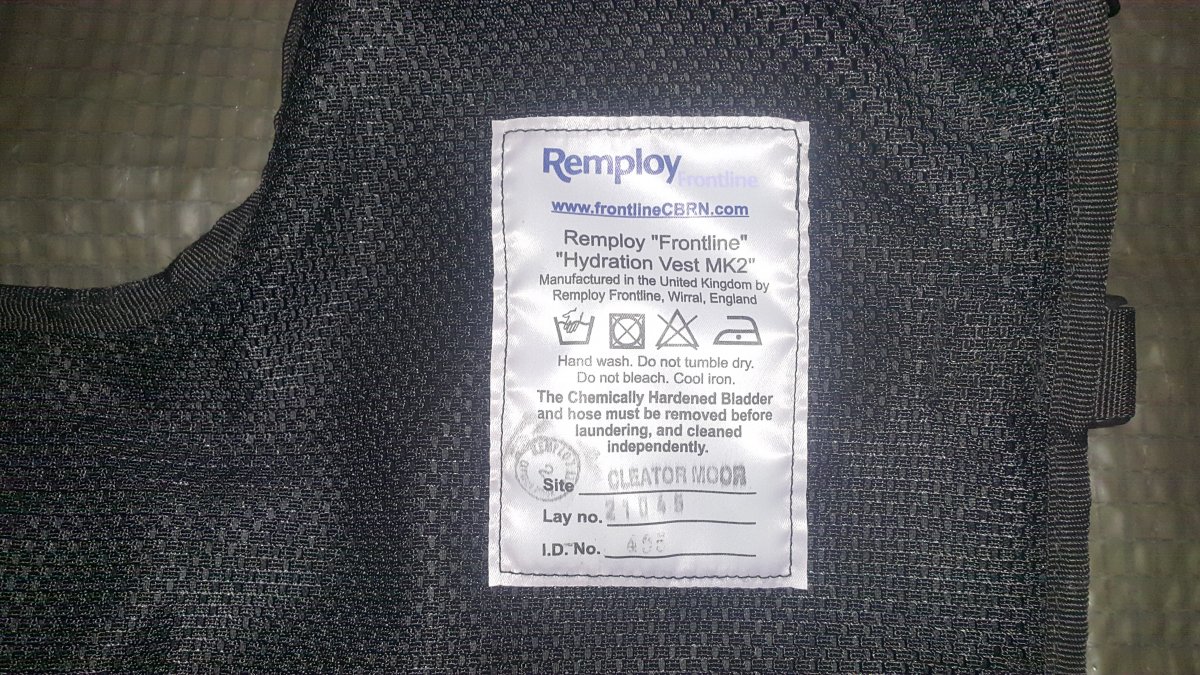 Remploy
Frontline
www.frontlineCBRN.com
Remploy "Frontline"
"Hydration Vest MK2"
Manufactured in the United Kingdom by
Remploy Frontline, Wirral, England
Hand wash. Do not tumble dry.
Do not bleach. Cool iron.
The Chemically Hardened Bladder
and hose must be removed before
laundering, and cleaned
independently.
Site CLEATOR MOOR
Lay no. 21045
I.D. No.